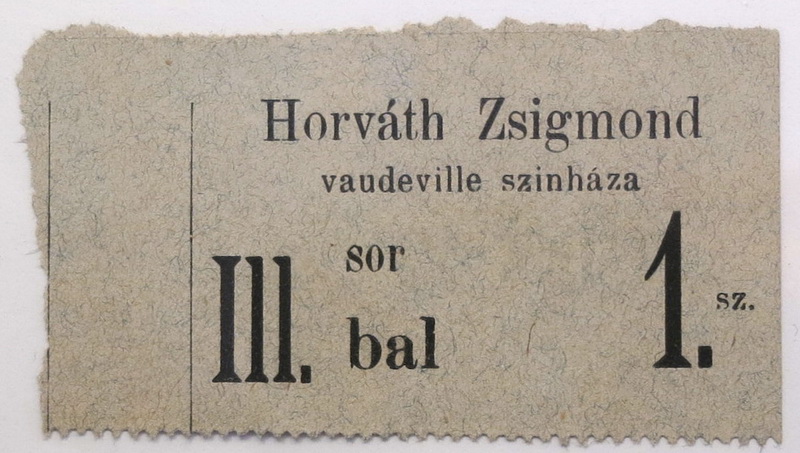 Horváth Zsigmond
vaudeville szinháza
III. sor bal 1. sz.